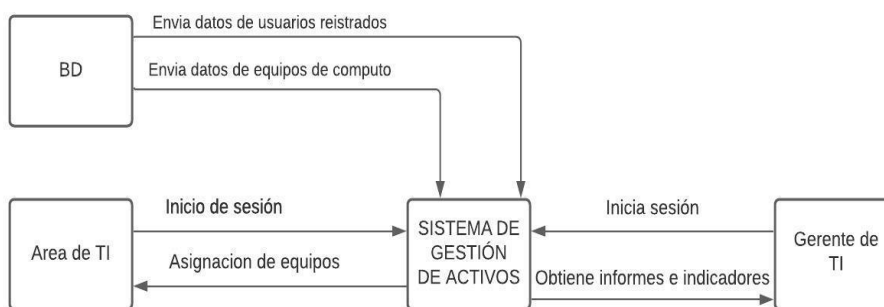 Envia datos de usuarios reistrados
BD
Envia datos de equipos de computo
Inicio de sesión
Inicia sesión
SISTEMA DE
GESTIÓN
DE ACTIVOS
Area de TI
Gerente de
TI
Asignacion de equipos
Obtiene informes e indicadores